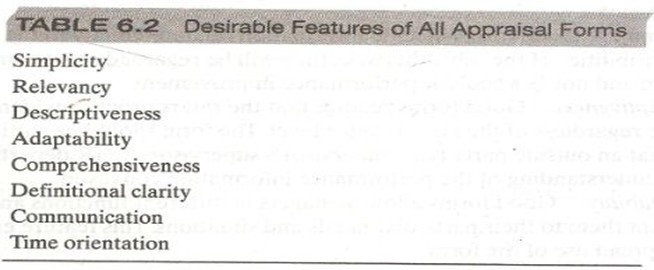 TABLE 6.2 Desirable Features of All Appraisal Forms
Simplicity
Relevancy
Descriptiveness
Adaptability
Comprehensiveness
Definitional clarity
Communication
Time orientation